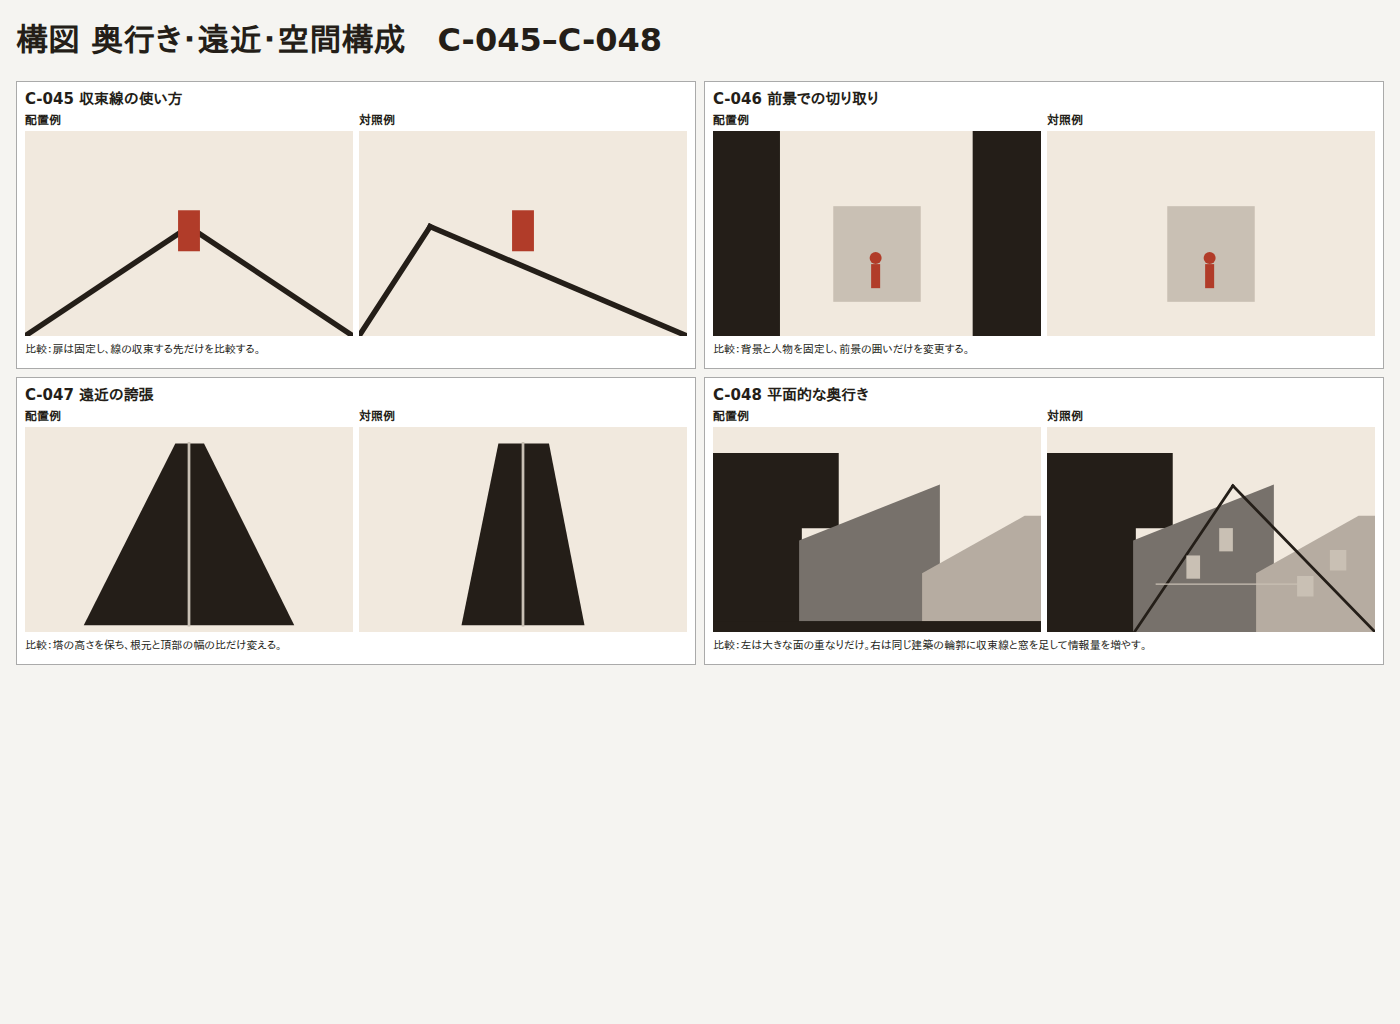 構図 奥行き・遠近・空間構成　C-045–C-048
C-045 収束線の使い方
配置例
対照例
比較：扉は固定し、線の収束する先だけを比較する。
C-046 前景での切り取り
配置例
対照例
比較：背景と人物を固定し、前景の囲いだけを変更する。
C-047 遠近の誇張
配置例
対照例
比較：塔の高さを保ち、根元と頂部の幅の比だけ変える。
C-048 平面的な奥行き
配置例
対照例
比較：左は大きな面の重なりだけ。右は同じ建築の輪郭に収束線と窓を足して情報量を増やす。